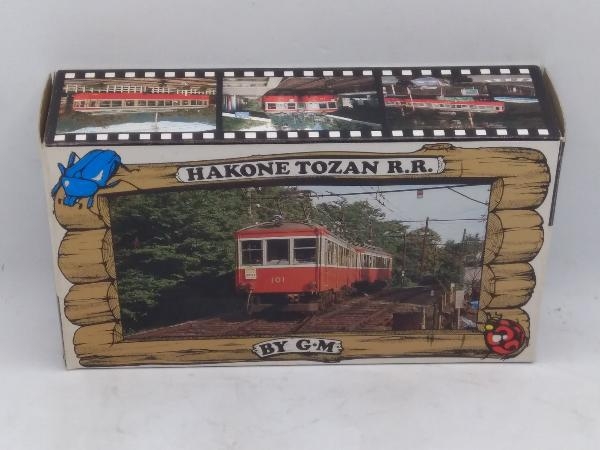 HAKONE TOZAN R.R.
101
BY G·M